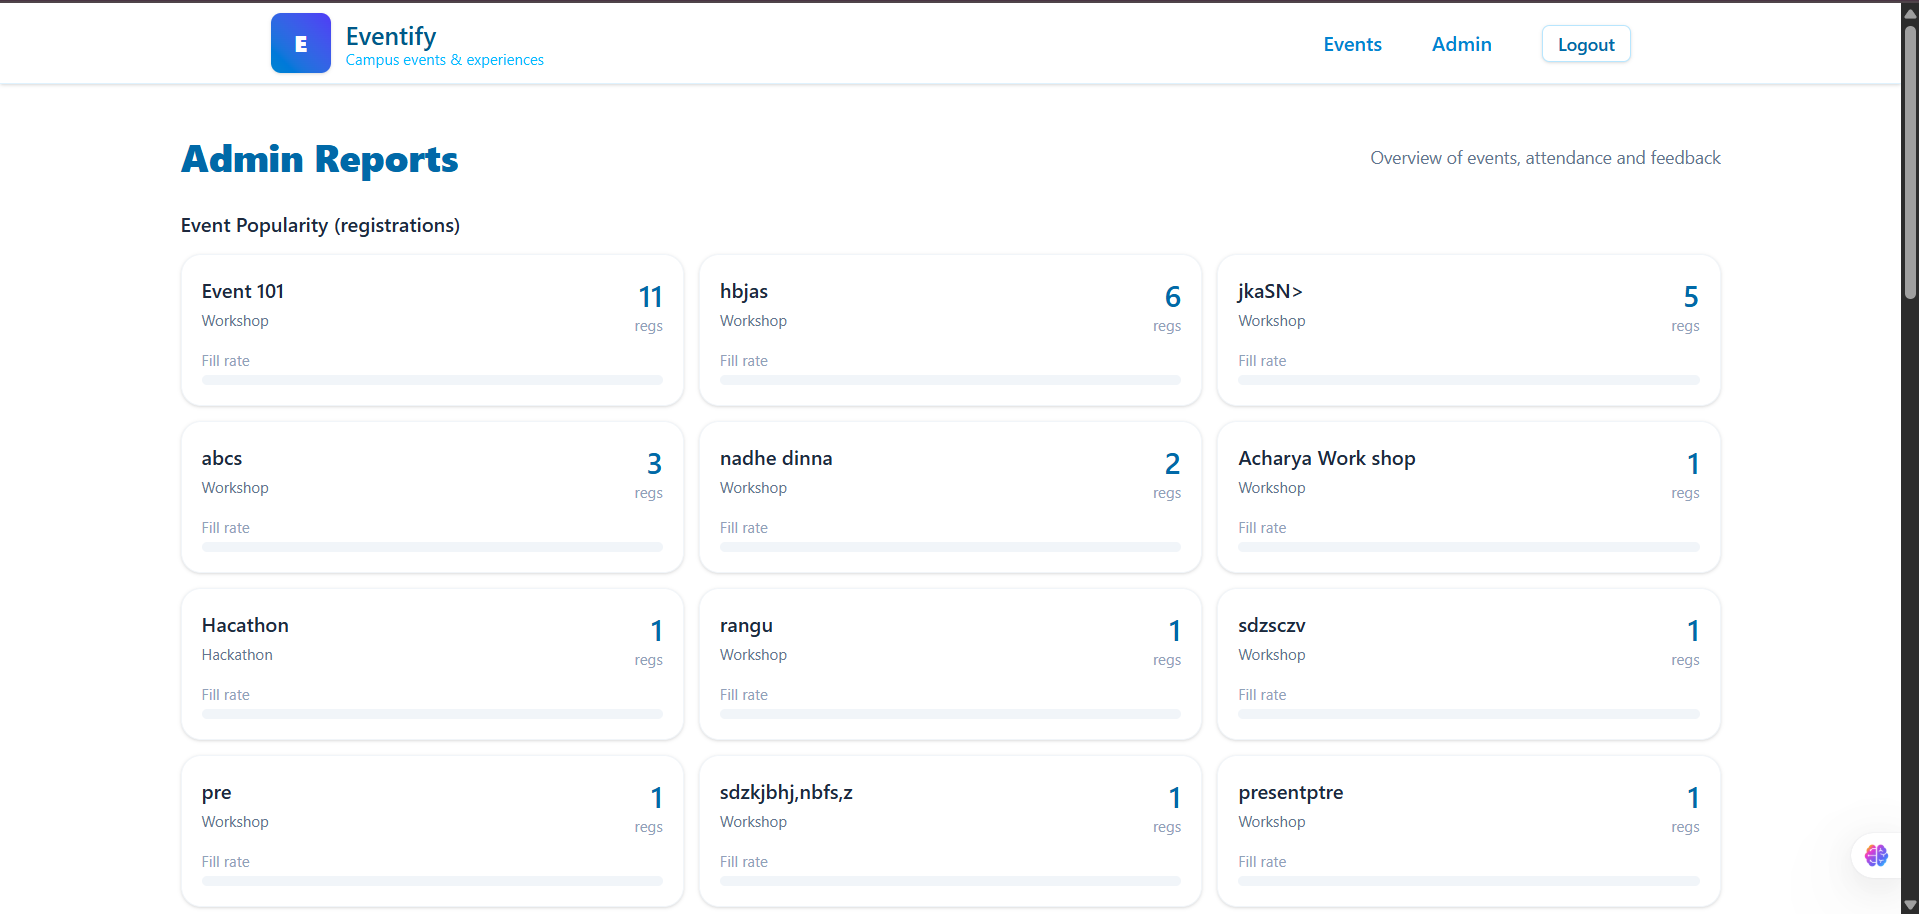 E
Eventify
Campus events & experiences
Events
Admin
Logout
Admin Reports
Overview of events, attendance and feedback
Event Popularity (registrations)
Event 101
Workshop
11
regs
Fill rate
hbjas
Workshop
6
regs
Fill rate
jkaSN>
Workshop
5
regs
Fill rate
abcs
Workshop
3
regs
Fill rate
nadhe dinna
Workshop
2
regs
Fill rate
Acharya Work shop
Workshop
1
regs
Fill rate
Hacathon
Hackathon
1
regs
Fill rate
rangu
Workshop
1
regs
Fill rate
sdzsczv
Workshop
1
regs
Fill rate
pre
Workshop
1
regs
Fill rate
sdzkjbhj,nbfs,z
Workshop
1
regs
Fill rate
presentptre
Workshop
1
regs
Fill rate